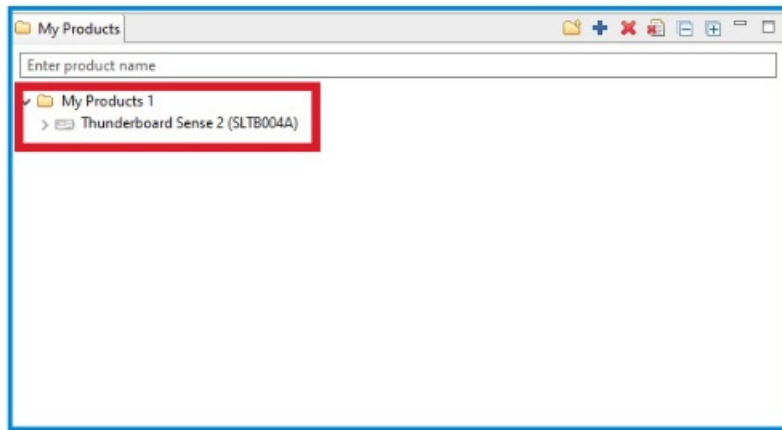 My Products
Enter product name
My Products 1
Thunderboard Sense 2 (SLTB004A)